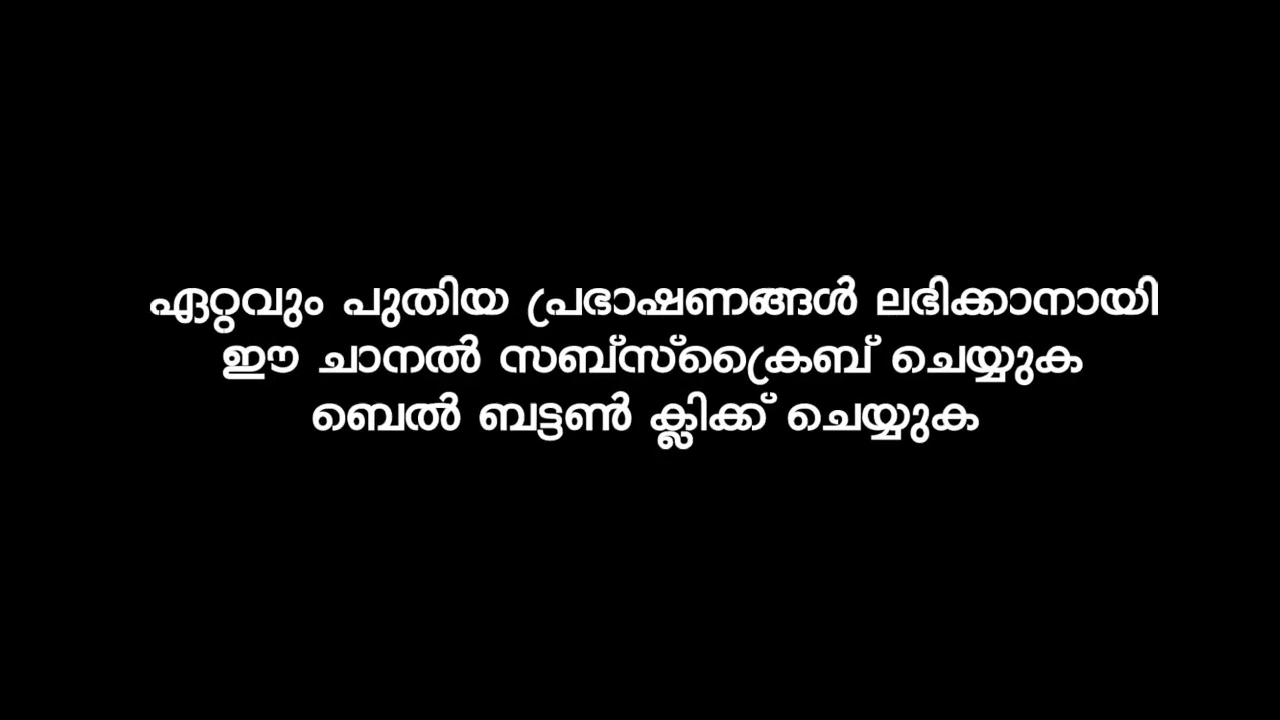 ഏറ്റവും പുതിയ പ്രഭാഷണങ്ങൾ ലഭിക്കാനായി
ഈ ചാനൽ സബ്സ്ക്രൈബ് ചെയ്യുക
ബെൽ ബട്ടൺ ക്ലിക്ക് ചെയ്യുക